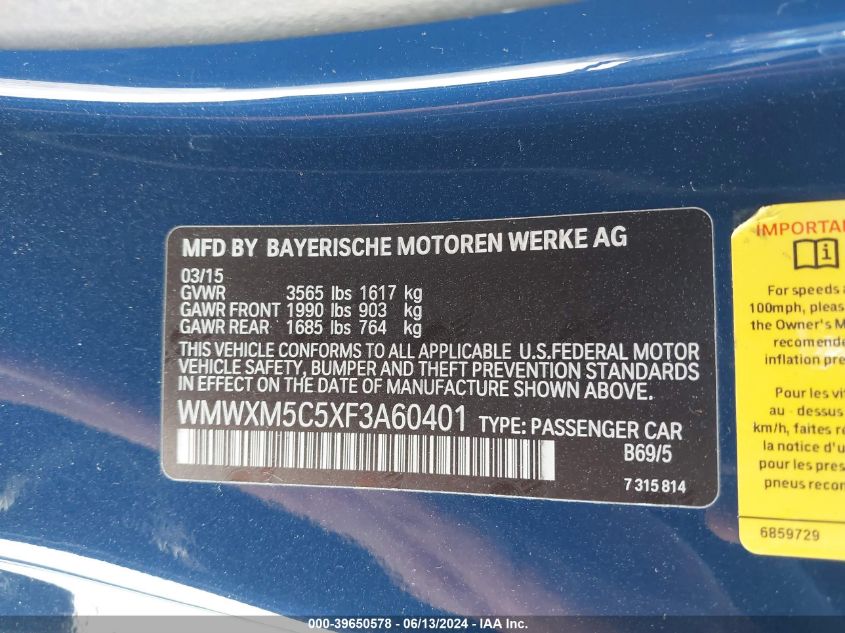 MFD BY BAYERISCHE MOTOREN WERKE AG
03/15
GVWR 3565 lbs 1617 kg
GAWR FRONT 1990 lbs 903 kg
GAWR REAR 1685 lbs 764 kg
THIS VEHICLE CONFORMS TO ALL APPLICABLE U.S.FEDERAL MOTOR
VEHICLE SAFETY, BUMPER AND THEFT PREVENTION STANDARDS
IN EFFECT ON THE DATE OF MANUFACTURE SHOWN ABOVE.
WMWXM5C5XF3A60401 TYPE: PASSENGER CAR
B69/5
7 315 814
IMPORTA
For speeds
100mph, pleas
the Owner's M
recommende
inflation pre
Pour les vi
au - dessus
km/h, faites r
la notice d'u
pour les pres
pneus recor
6859729
000-39650578 - 06/13/2024 - IAAI, Inc.